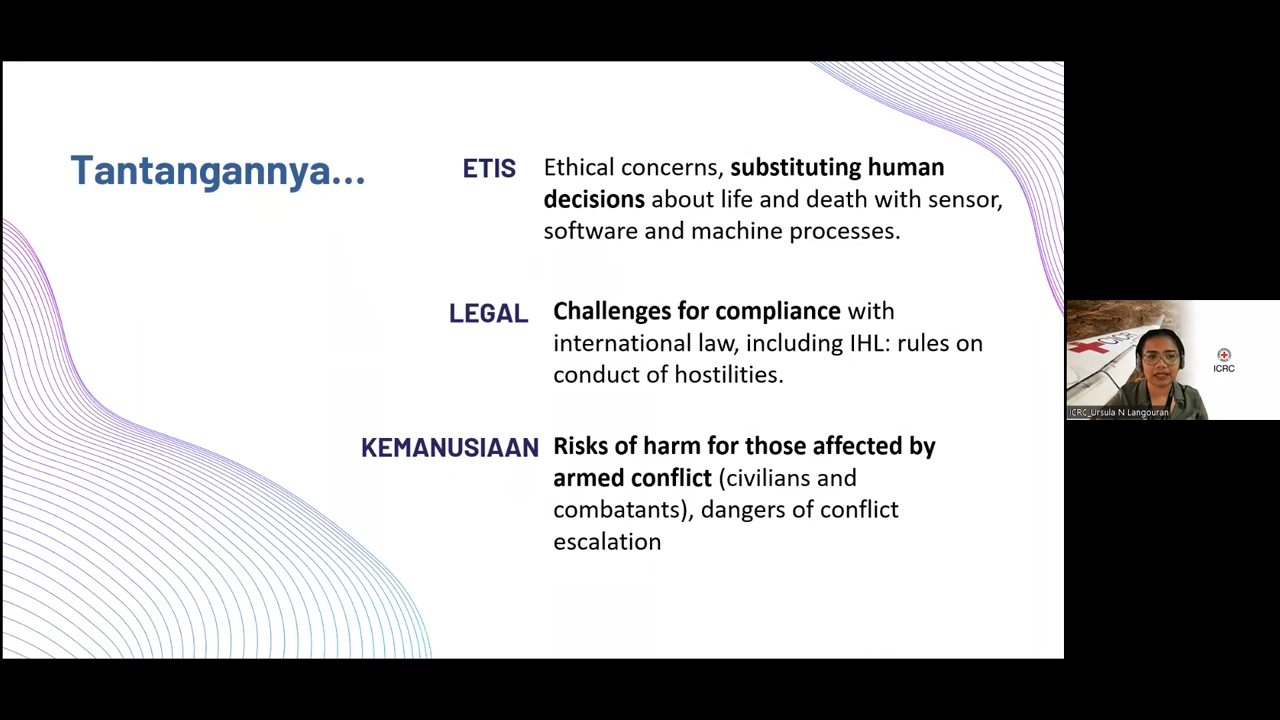 Tantangannya...
ETIS
Ethical concerns, substituting human
decisions about life and death with sensor,
software and machine processes.
LEGAL
Challenges for compliance with
international law, including IHL: rules on
conduct of hostilities.
KEMANUSIAAN
Risks of harm for those affected by
armed conflict (civilians and
combatants), dangers of conflict
escalation
ICRC
ICRC_Ursula N Langouran